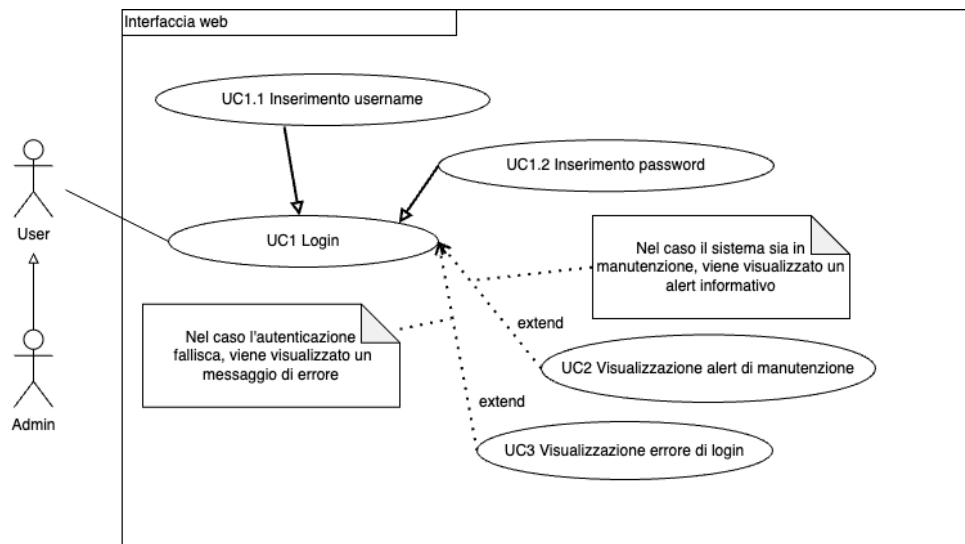 Interfaccia web
UC1.1 Inserimento username
UC1.2 Inserimento password
User
UC1 Login
Nel caso il sistema sia in
manutenzione, viene visualizzato un
alert informativo
Nel caso l'autenticazione
fallisca, viene visualizzato un
messaggio di errore
extend
UC2 Visualizzazione alert di manutenzione
extend
Admin
UC3 Visualizzazione errore di login